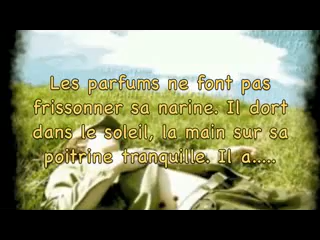 Les parfums ne font pas
frissonner sa narine. Il dort
dans le soleil, la main sur sa
poitrine tranquille. Il a.....